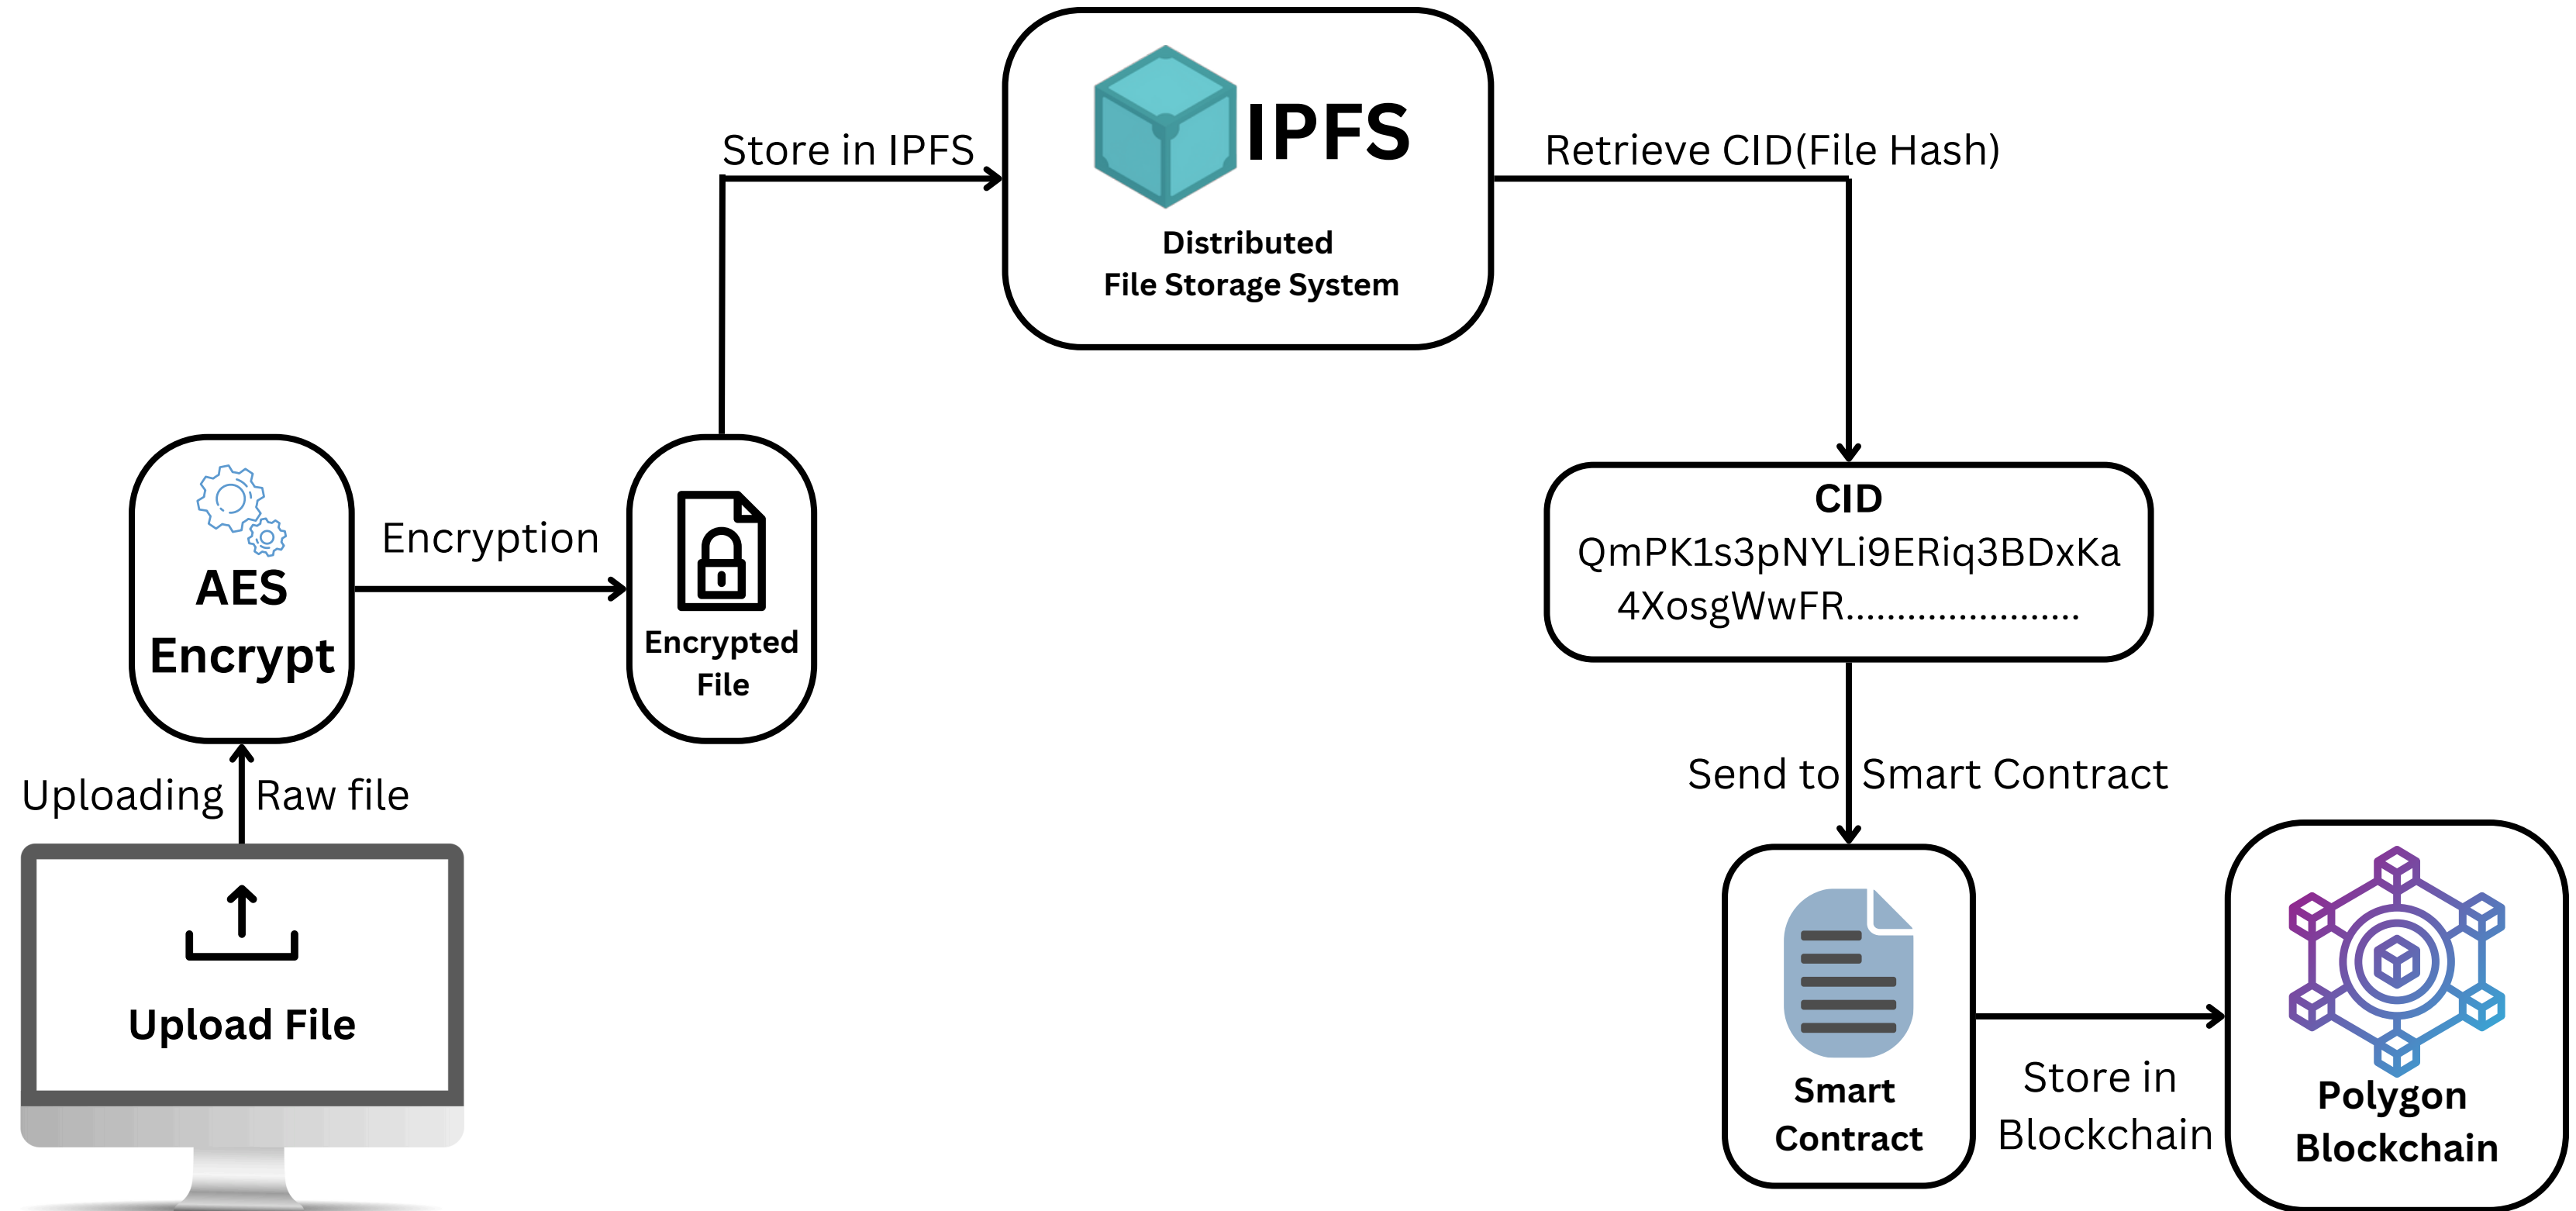 IPFS
Distributed
File Storage System
Store in IPFS
Retrieve CID(File Hash)
AES
Encrypt
Encryption
Encrypted
File
CID
QmPK1s3pNYLi9ERiq3BDxKa
4XosgWwFR.......................
Uploading Raw file
Upload File
Send to Smart Contract
Smart
Contract
Store in
Blockchain
Polygon
Blockchain